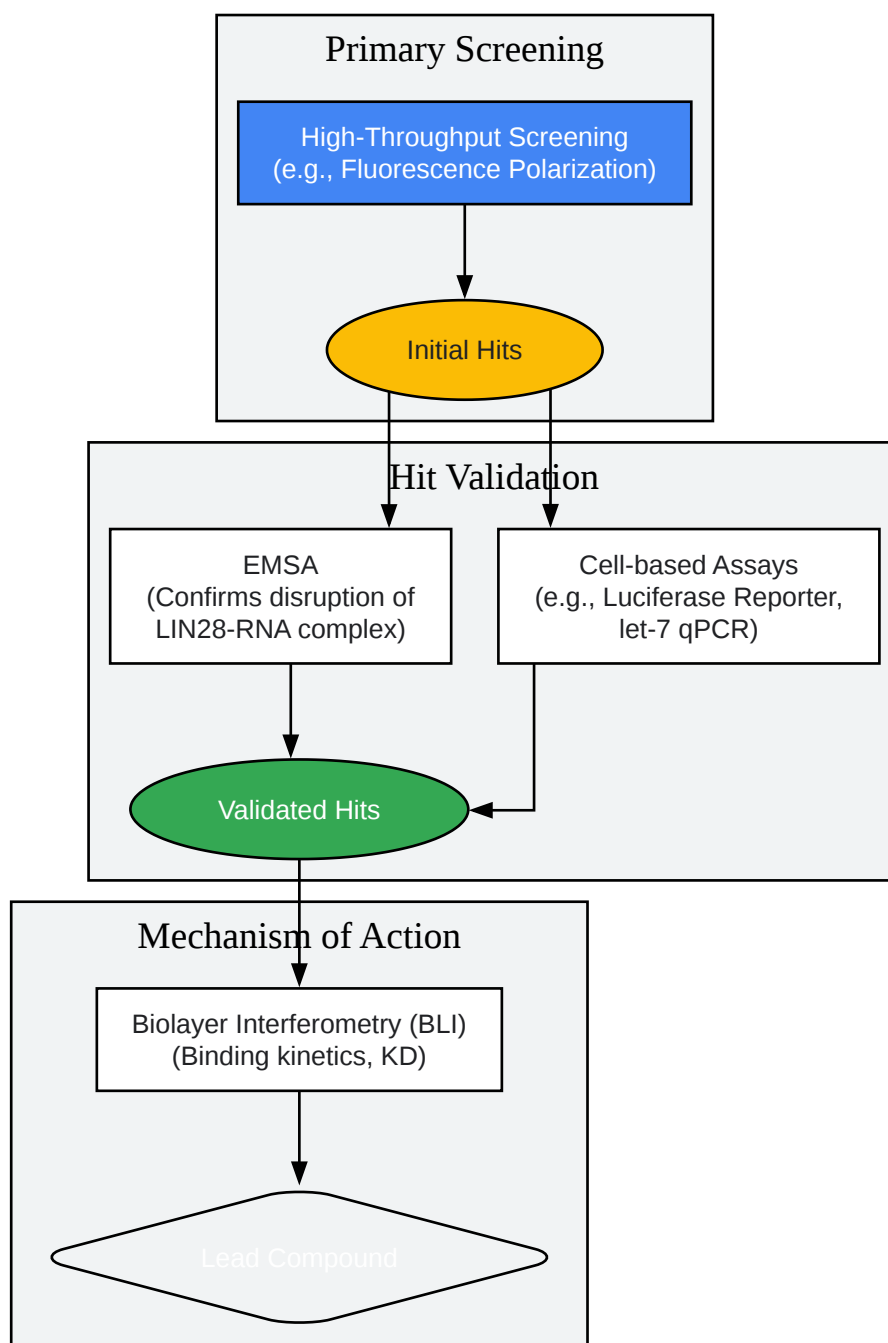 Primary Screening
High-Throughput Screening
(e.g., Fluorescence Polarization)
Initial Hits
Hit Validation
EMSA
(Confirms disruption of
LIN28-RNA complex)
Cell-based Assays
(e.g., Luciferase Reporter,
let-7 qPCR)
Validated Hits
Mechanism of Action
Biolayer Interferometry (BLI)
(Binding kinetics, KD)
Lead Compound